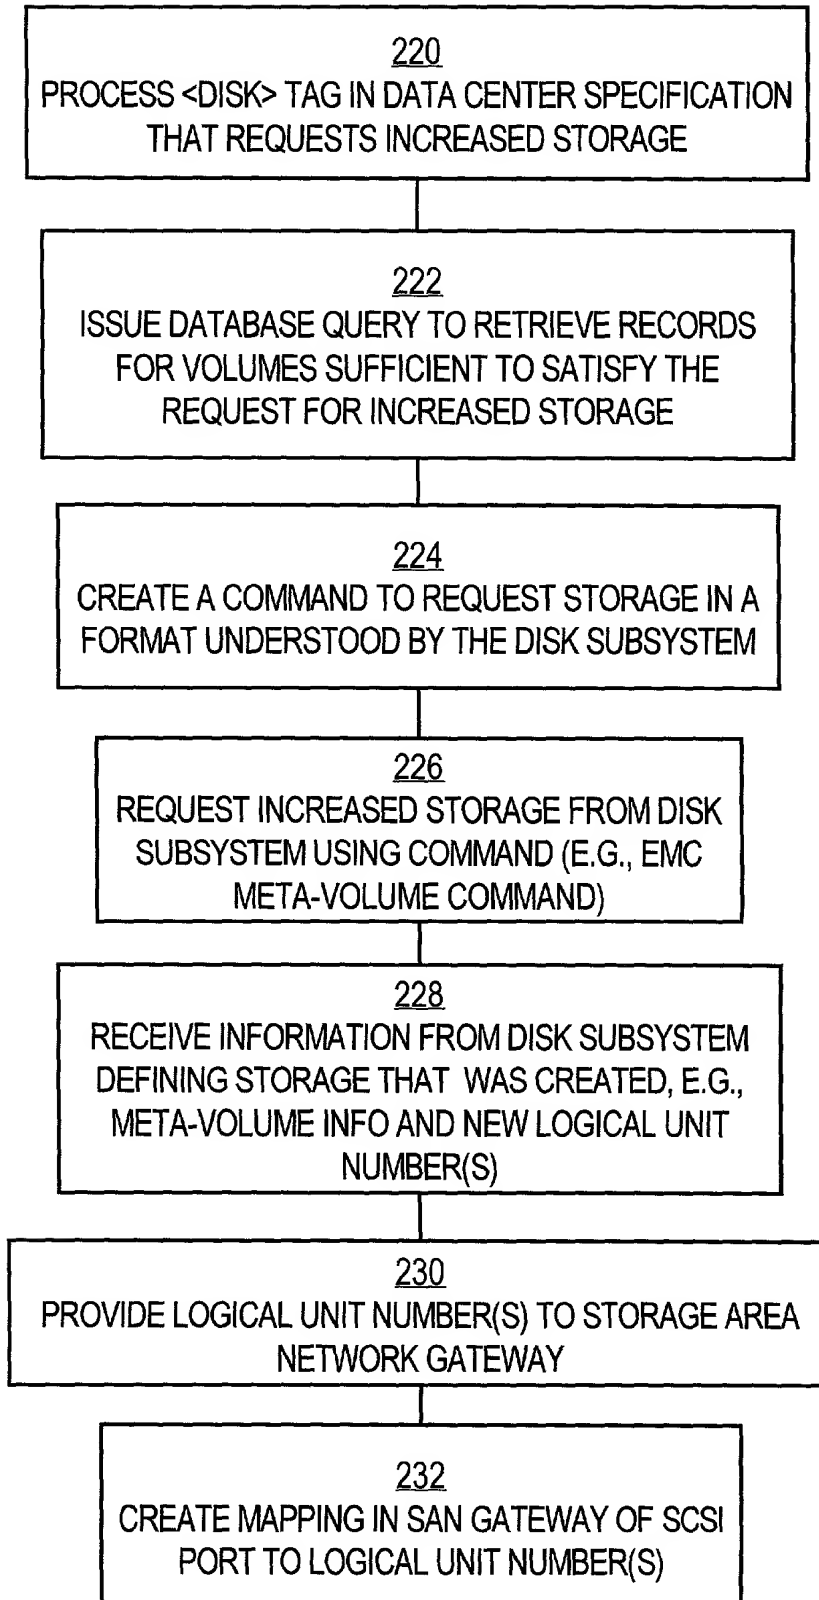 220
PROCESS <DISK> TAG IN DATA CENTER SPECIFICATION
THAT REQUESTS INCREASED STORAGE
222
ISSUE DATABASE QUERY TO RETRIEVE RECORDS
FOR VOLUMES SUFFICIENT TO SATISFY THE
REQUEST FOR INCREASED STORAGE
224
CREATE A COMMAND TO REQUEST STORAGE IN A
FORMAT UNDERSTOOD BY THE DISK SUBSYSTEM
226
REQUEST INCREASED STORAGE FROM DISK
SUBSYSTEM USING COMMAND (E.G., EMC
META-VOLUME COMMAND)
228
RECEIVE INFORMATION FROM DISK SUBSYSTEM
DEFINING STORAGE THAT WAS CREATED, E.G.,
META-VOLUME INFO AND NEW LOGICAL UNIT
NUMBER(S)
230
PROVIDE LOGICAL UNIT NUMBER(S) TO STORAGE AREA
NETWORK GATEWAY
232
CREATE MAPPING IN SAN GATEWAY OF SCSI
PORT TO LOGICAL UNIT NUMBER(S)